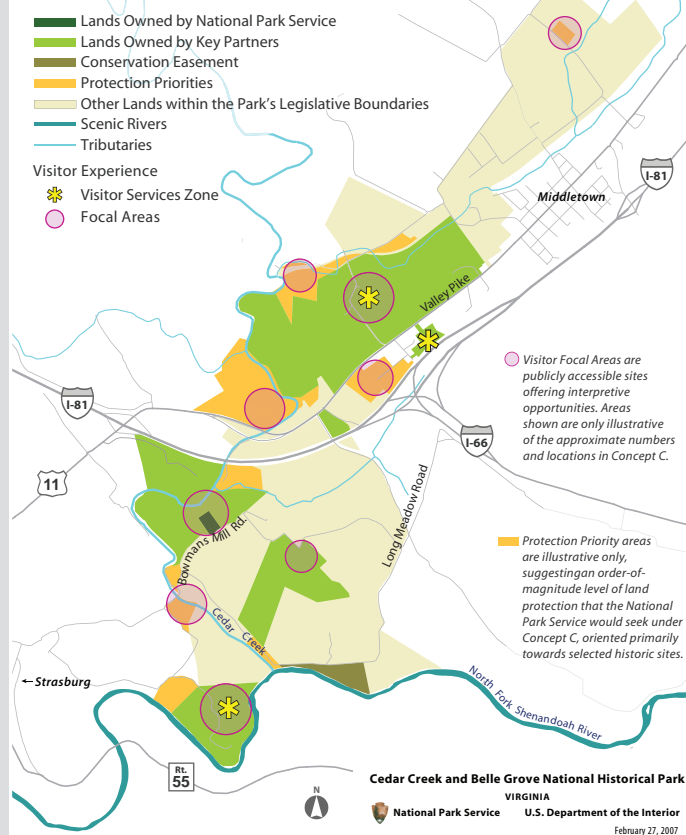 Lands Owned by National Park Service
Lands Owned by Key Partners
Conservation Easement
Protection Priorities
Other Lands within the Park's Legislative Boundaries
Scenic Rivers
Tributaries
Visitor Experience
Visitor Services Zone
Focal Areas
I-81
Middletown
Valley Pike
Visitor Focal Areas are
publicly accessible sites
offering interpretive
opportunities. Areas
shown are only illustrative
of the approximate numbers
and locations in Concept C.
I-81
I-66
11
Long Meadow Road
Bowmans Mill Rd.
Protection Priority areas
are illustrative only,
suggestingan order-of-
magnitude level of land
protection that the National
Park Service would seek under
Concept C, oriented primarily
towards selected historic sites.
Cedar Creek
←Strasburg
North Fork Shenandoah River
Rt.
55
N
Cedar Creek and Belle Grove National Historical Park
VIRGINIA
National Park Service U.S. Department of the Interior
February 27, 2007